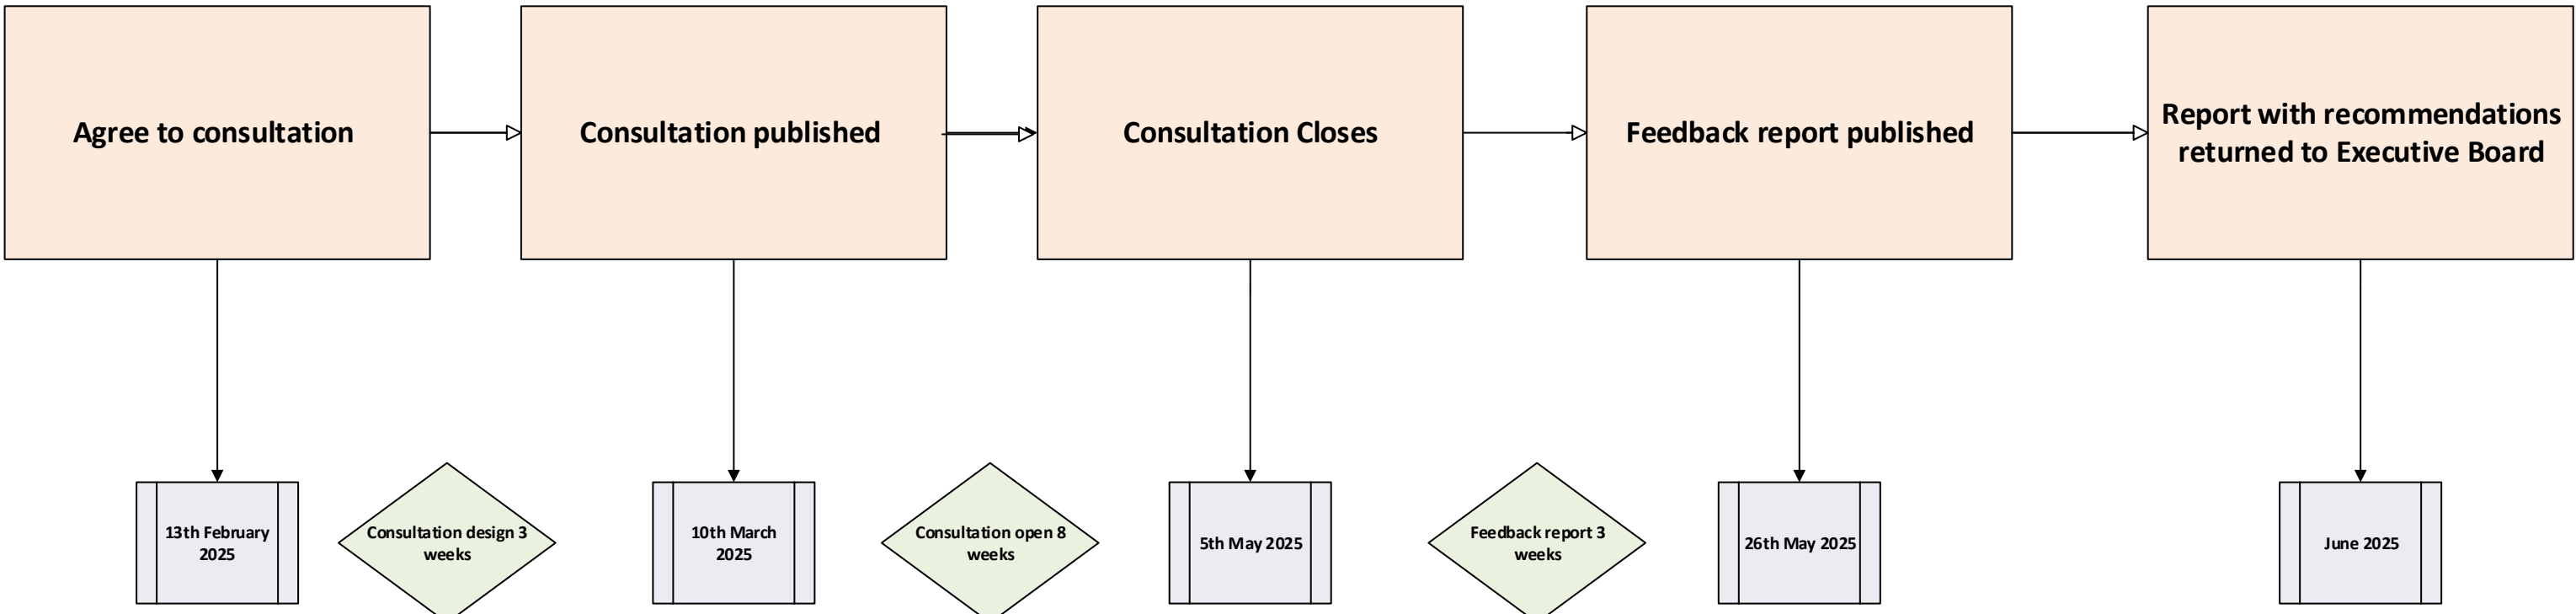 Agree to consultation
Consultation published
Consultation Closes
Feedback report published
Report with recommendations
returned to Executive Board
13th February
2025
Consultation design 3
weeks
10th March
2025
Consultation open 8
weeks
5th May 2025
Feedback report 3
weeks
26th May 2025
June 2025